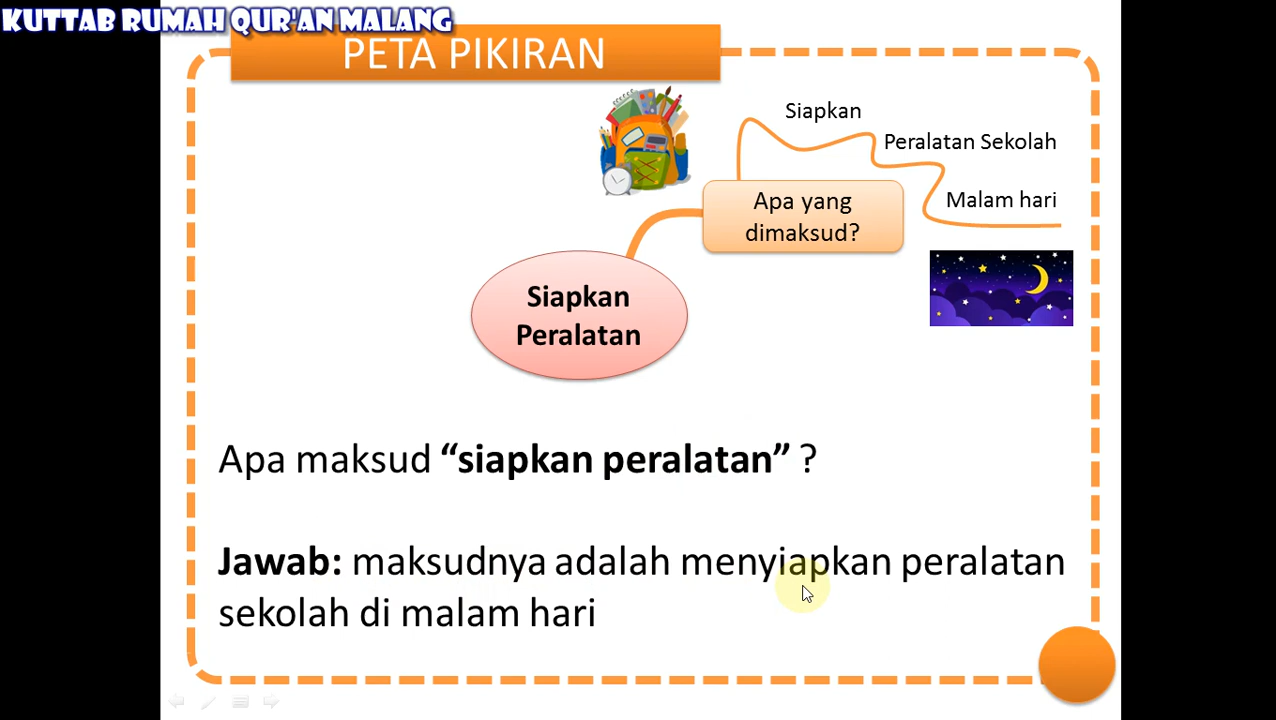 KUTTAB RUMAH QUR'AN MALANG
PETA PIKIRAN
Siapkan
Peralatan Sekolah
Malam hari
Apa yang
dimaksud?
Siapkan
Peralatan
Apa maksud “siapkan peralatan” ?
Jawab: maksudnya adalah menyiapkan peralatan
sekolah di malam hari